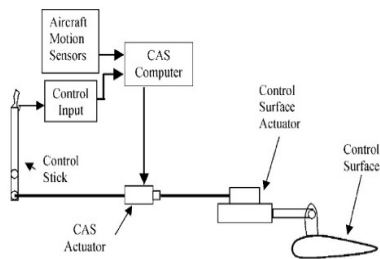 Aircraft
Motion
Sensors
CAS
Computer
Control
Input
Control
Surface
Actuator
Control
Stick
Control
Surface
CAS
Actuator